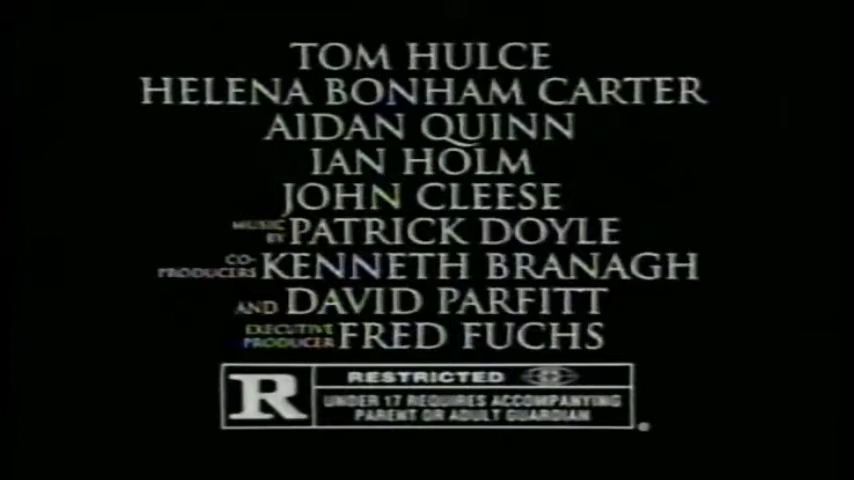 TOM HULCE
HELENA BONHAM CARTER
AIDAN QUINN
IAN HOLM
JOHN CLEESE
MUSIC BY PATRICK DOYLE
CO-PRODUCERS KENNETH BRANAGH
AND DAVID PARFITT
EXECUTIVE PRODUCER FRED FUCHS
R RESTRICTED
UNDER 17 REQUIRES ACCOMPANYING
PARENT OR ADULT GUARDIAN